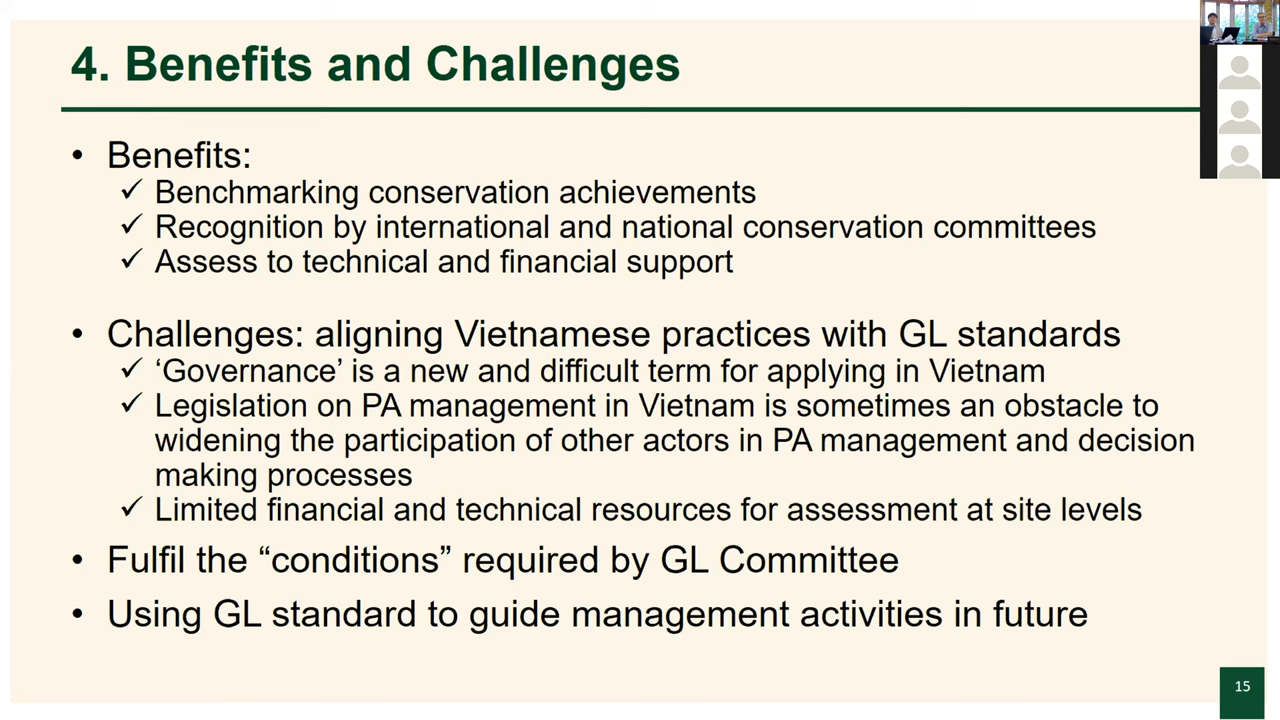 4. Benefits and Challenges
• Benefits:
✓ Benchmarking conservation achievements
✓ Recognition by international and national conservation committees
✓ Assess to technical and financial support
• Challenges: aligning Vietnamese practices with GL standards
✓ ‘Governance’ is a new and difficult term for applying in Vietnam
✓ Legislation on PA management in Vietnam is sometimes an obstacle to
widening the participation of other actors in PA management and decision
making processes
✓ Limited financial and technical resources for assessment at site levels
• Fulfil the “conditions” required by GL Committee
• Using GL standard to guide management activities in future
15